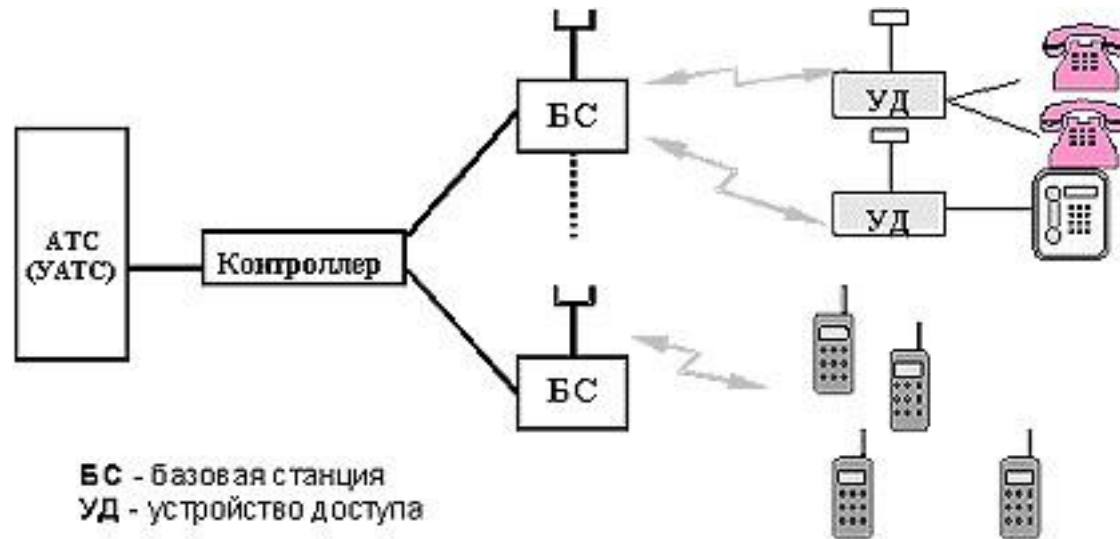 БС
УД
УД
АТС
(УАТС)
Контроллер
БС
БС - базовая станция
УД - устройство доступа